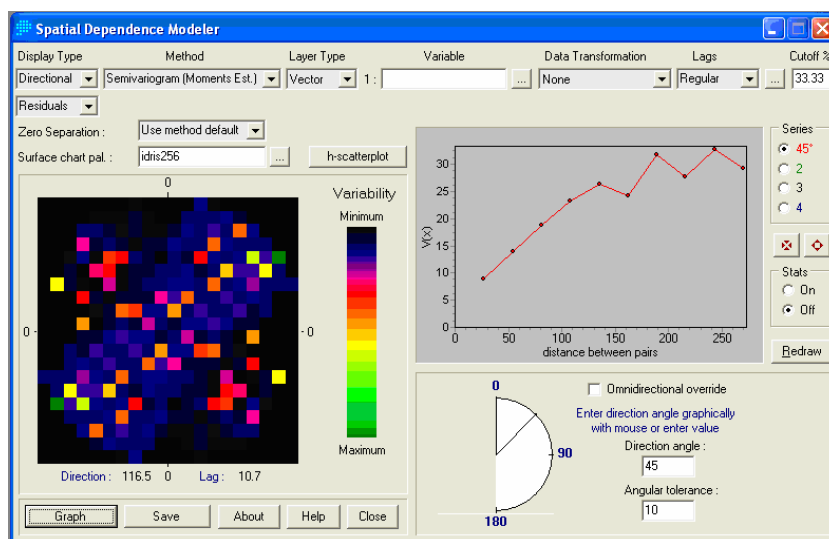 Spatial Dependence Modeler
Display Type Method Layer Type Variable Data Transformation Lags Cutoff %
Directional Semivariogram (Moments Est.) Vector 1 : ... None Regular ... 33.33
Residuals
Zero Separation : Use method default
Surface chart pal. : idris256 ... h-scatterplot
0
Variability
Minimum
0 - - 0
Maximum
0
Direction : 116.5 0 Lag : 10.7
Graph Save About Help Close
V(x)
30
25
20
15
10
5
0
0 50 100 150 200 250
distance between pairs
Series
45°
2
3
4
Stats
On
Off
Redraw
0
90
180
Omnidirectional override
Enter direction angle graphically
with mouse or enter value
Direction angle :
45
Angular tolerance :
10